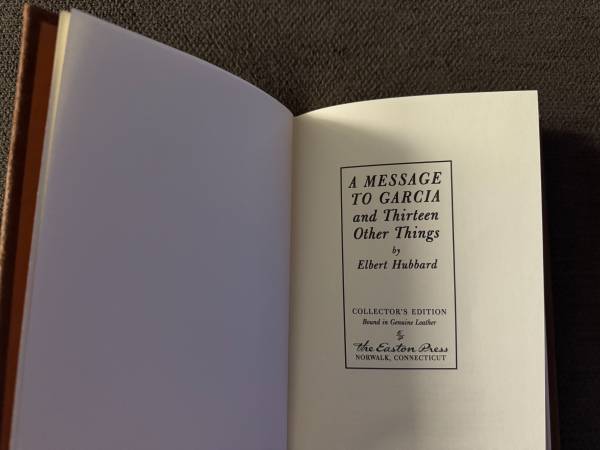 A MESSAGE
TO GARCIA
and Thirteen
Other Things
by
Elbert Hubbard
COLLECTOR'S EDITION
Bound in Genuine Leather
The Easton Press
NORWALK, CONNECTICUT